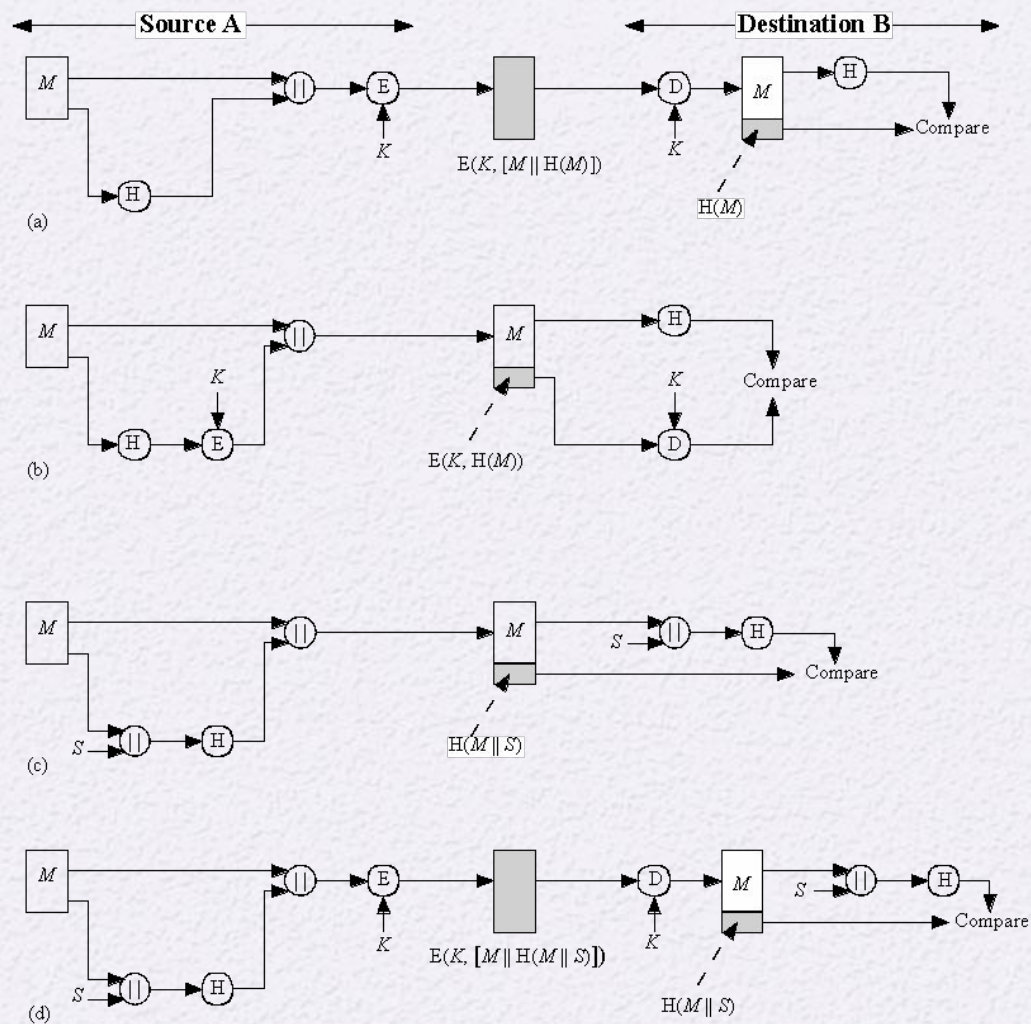 Source A
Destination B
M
||
E
D
M
H
K
E(K, [M || H(M)])
K
Compare
H
H(M)
(a)
M
||
M
H
K
K
Compare
H
E
D
E(K, H(M))
(b)
M
||
M
S
||
H
Compare
S
||
H
H(M || S)
(c)
M
||
E
D
M
S
||
H
K
E(K, [M || H(M || S)])
K
Compare
S
||
H
H(M || S)
(d)